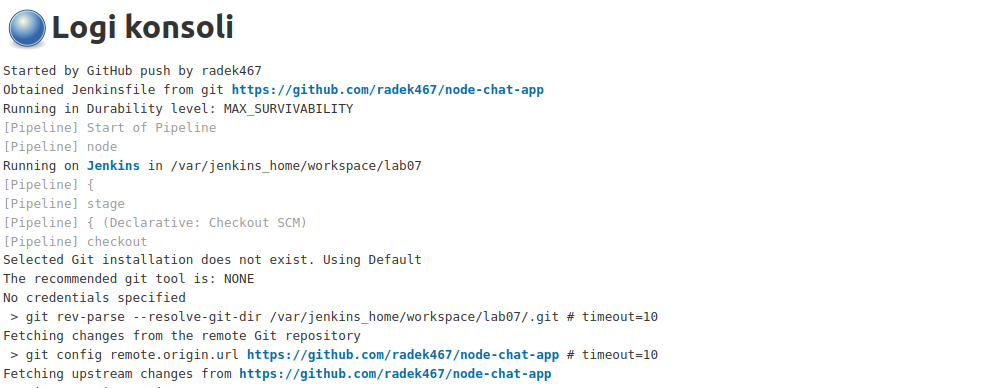 Logi konsoli
Started by GitHub push by radek467
Obtained Jenkinsfile from git https://github.com/radek467/node-chat-app
Running in Durability level: MAX_SURVIVABILITY
[Pipeline] Start of Pipeline
[Pipeline] node
Running on Jenkins in /var/jenkins_home/workspace/lab07
[Pipeline] {
[Pipeline] stage
[Pipeline] { (Declarative: Checkout SCM)
[Pipeline] checkout
Selected Git installation does not exist. Using Default
The recommended git tool is: NONE
No credentials specified
 > git rev-parse --resolve-git-dir /var/jenkins_home/workspace/lab07/.git # timeout=10
Fetching changes from the remote Git repository
 > git config remote.origin.url https://github.com/radek467/node-chat-app # timeout=10
Fetching upstream changes from https://github.com/radek467/node-chat-app